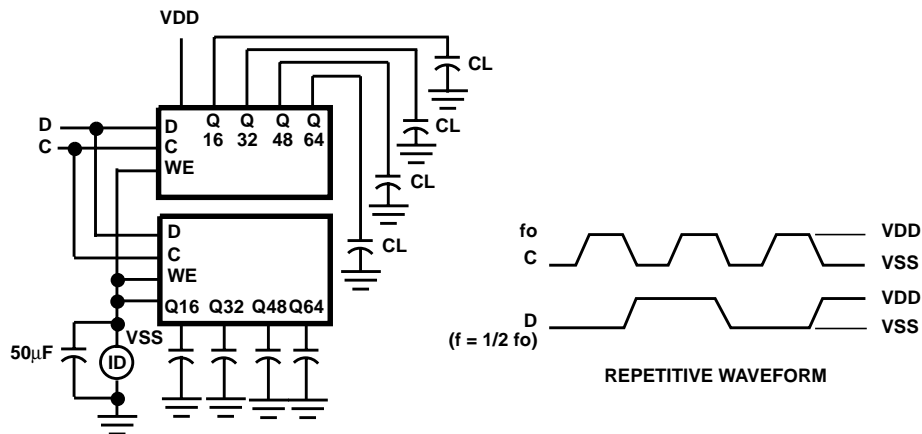 VDD
CL
D
C
D
C
WE
Q Q Q Q
16 32 48 64
CL
CL
CL
D
C
WE
Q16 Q32 Q48 Q64
VSS
50μF
ID
fo
C
VDD
VSS
D
(f = 1/2 fo)
VDD
VSS
REPETITIVE WAVEFORM